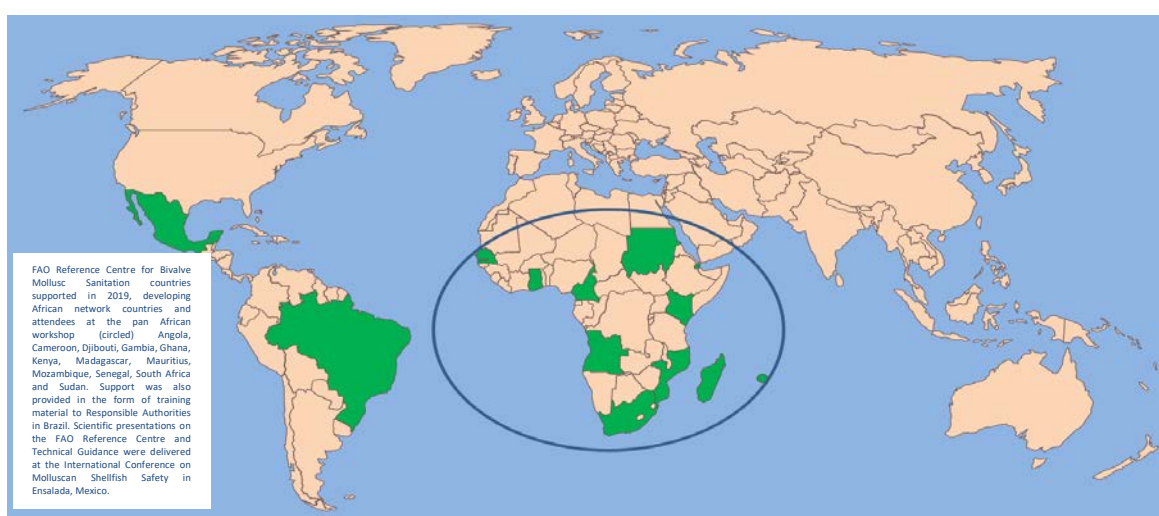 FAO Reference Centre for Bivalve
Mollusc Sanitation countries
supported in 2019, developing
African network countries and
attendees at the pan African
workshop (circled) Angola,
Cameroon, Djibouti, Gambia, Ghana,
Kenya, Madagascar, Mauritius,
Mozambique, Senegal, South Africa
and Sudan. Support was also
provided in the form of training
material to Responsible Authorities
in Brazil. Scientific presentations on
the FAO Reference Centre and
Technical Guidance were delivered
at the International Conference on
Molluscan Shellfish Safety in
Ensalada, Mexico.